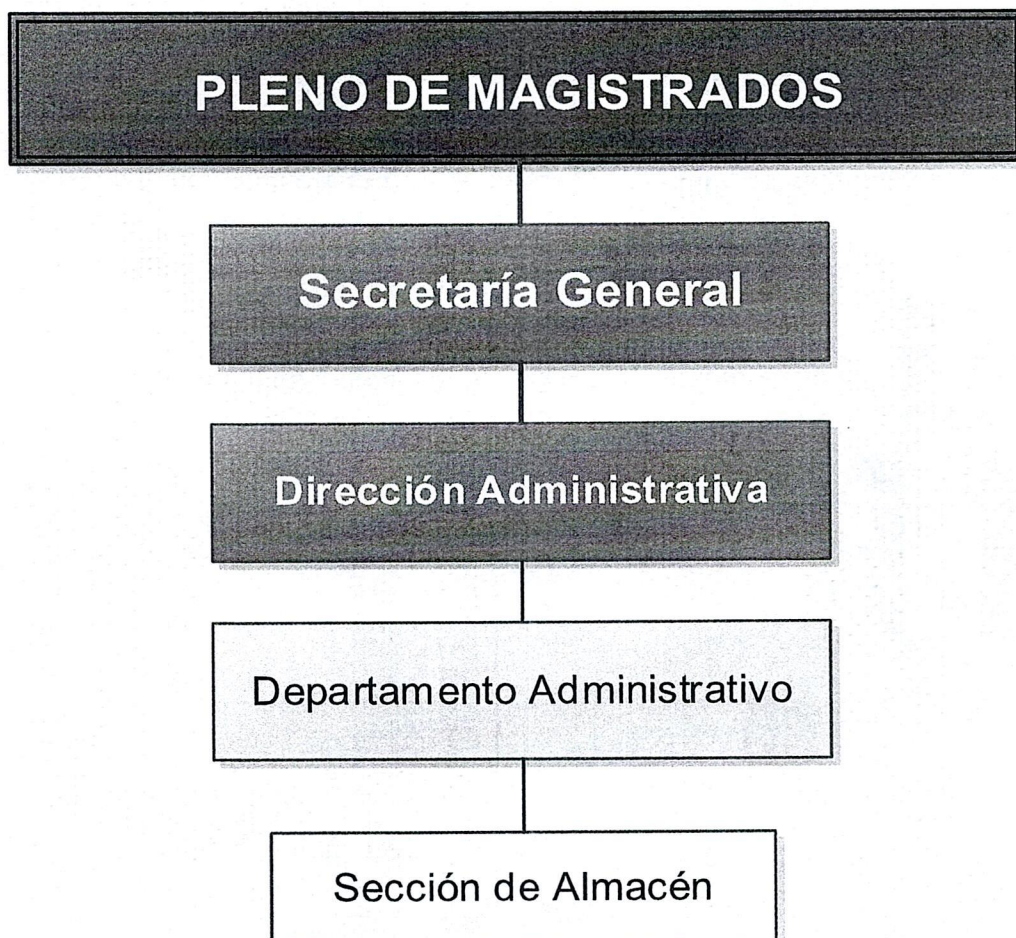 PLENO DE MAGISTRADOS
Secretaría General
Dirección Administrativa
Departamento Administrativo
Sección de Almacén